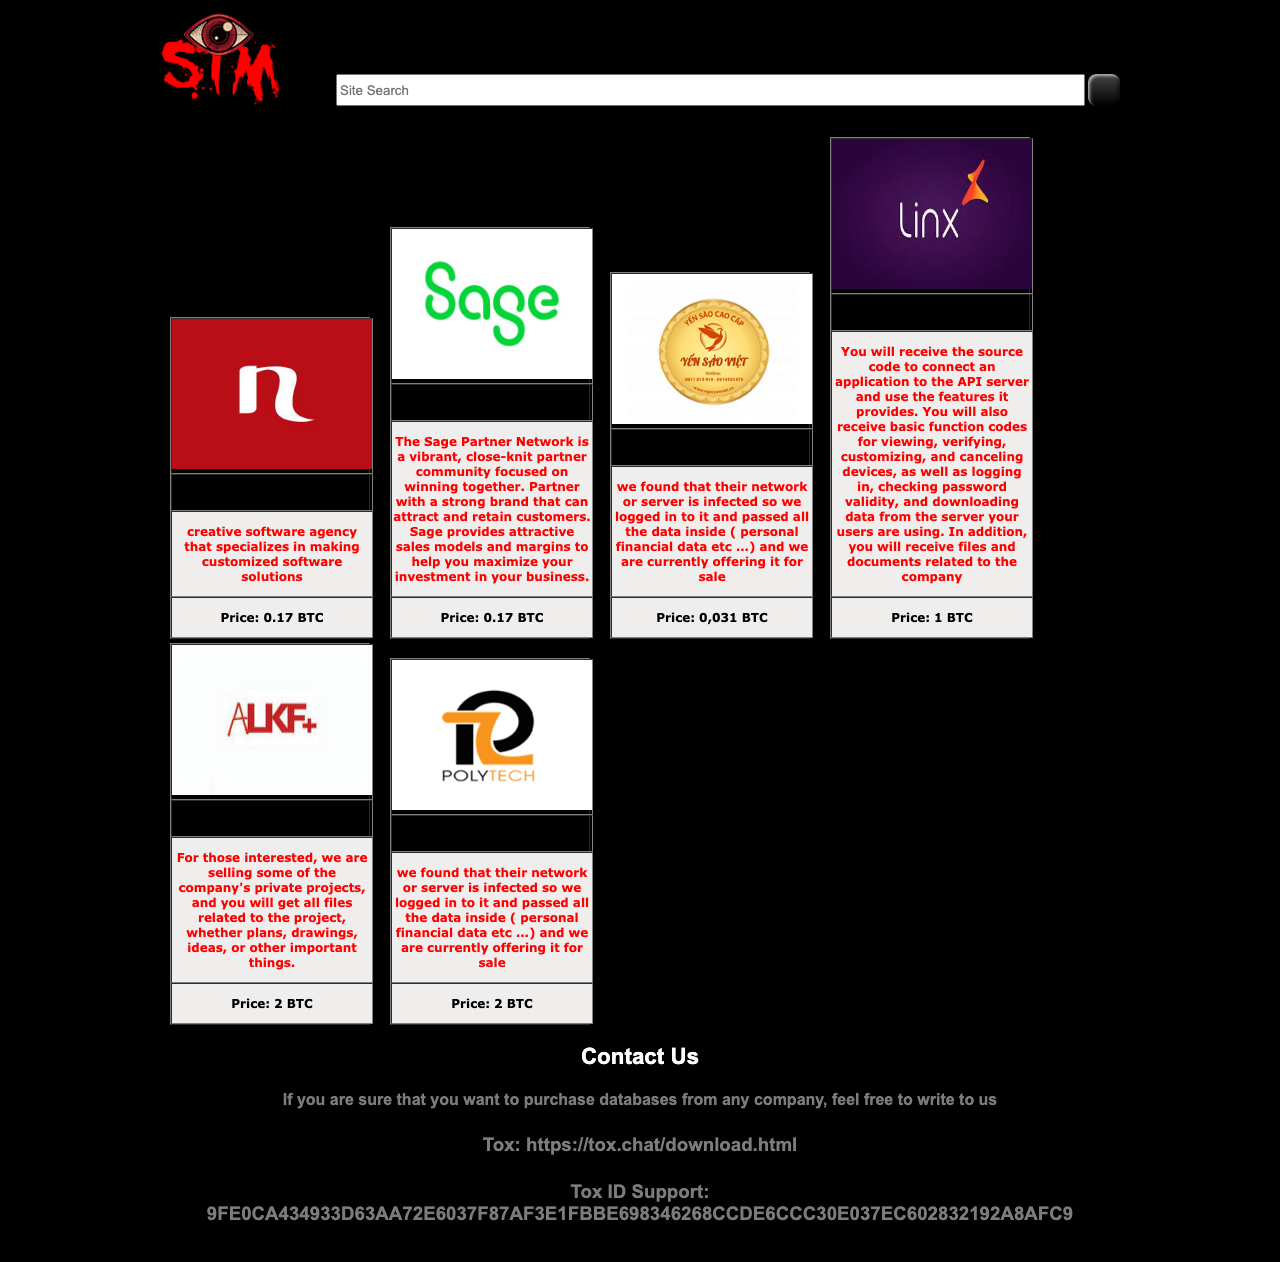 STM
Site Search
n
creative software agency
that specializes in making
customized software
solutions
Price: 0.17 BTC
Sage
The Sage Partner Network is
a vibrant, close-knit partner
community focused on
winning together. Partner
with a strong brand that can
attract and retain customers.
Sage provides attractive
sales models and margins to
help you maximize your
investment in your business.
Price: 0.17 BTC
YẾN SÀO CAO CẤP
YẾN SÀO VIỆT
Hotline:
we found that their network
or server is infected so we
logged in to it and passed all
the data inside ( personal
financial data etc ...) and we
are currently offering it for
sale
Price: 0,031 BTC
Linx
You will receive the source
code to connect an
application to the API server
and use the features it
provides. You will also
receive basic function codes
for viewing, verifying,
customizing, and canceling
devices, as well as logging
in, checking password
validity, and downloading
data from the server your
users are using. In addition,
you will receive files and
documents related to the
company
Price: 1 BTC
ALKF+
For those interested, we are
selling some of the
company's private projects,
and you will get all files
related to the project,
whether plans, drawings,
ideas, or other important
things.
Price: 2 BTC
POLYTECH
we found that their network
or server is infected so we
logged in to it and passed all
the data inside ( personal
financial data etc ...) and we
are currently offering it for
sale
Price: 2 BTC
Contact Us
If you are sure that you want to purchase databases from any company, feel free to write to us
Tox: https://tox.chat/download.html
Tox ID Support:
9FE0CA434933D63AA72E6037F87AF3E1FBBE698346268CCDE6CCC30E037EC602832192A8AFC9